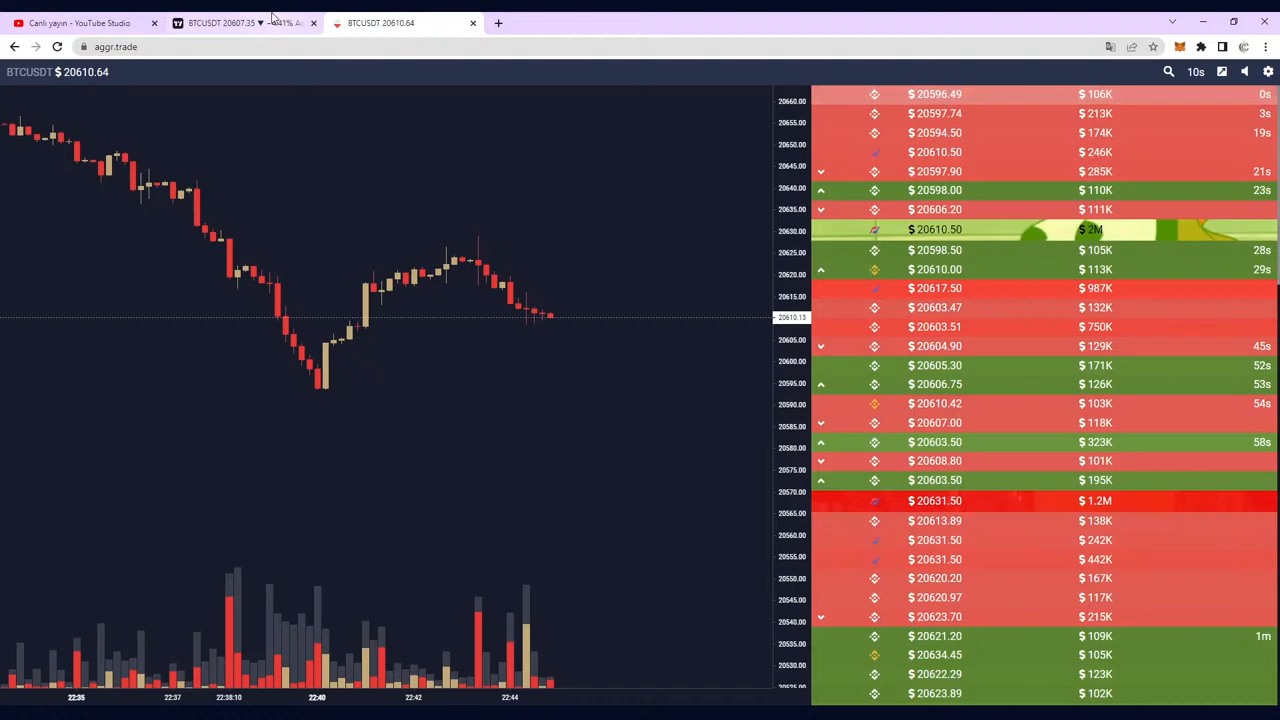 Canlı yayın - YouTube Studio
BTCUSDT 20607.35 ▼ −4.41%
BTCUSDT 20610.64
aggr.trade
BTCUSDT $ 20610.64
10s
20660.00
20655.00
20650.00
20645.00
20640.00
20635.00
20630.00
20625.00
20620.00
20615.00
20610.13
20605.00
20600.00
20595.00
20590.00
20585.00
20580.00
20575.00
20570.00
20565.00
20560.00
20555.00
20550.00
20545.00
20540.00
20535.00
20530.00
20525.00
22:35 22:37 22:38:10 22:40 22:42 22:44
$ 20596.49 $ 106K 0s
$ 20597.74 $ 213K 3s
$ 20594.50 $ 174K 19s
$ 20610.50 $ 246K
$ 20597.90 $ 285K 21s
$ 20598.00 $ 110K 23s
$ 20606.20 $ 111K
$ 20610.50 $ 2M
$ 20598.50 $ 105K 28s
$ 20610.00 $ 113K 29s
$ 20617.50 $ 987K
$ 20603.47 $ 132K
$ 20603.51 $ 750K
$ 20604.90 $ 129K 45s
$ 20605.30 $ 171K 52s
$ 20606.75 $ 126K 53s
$ 20610.42 $ 103K 54s
$ 20607.00 $ 118K
$ 20603.50 $ 323K 58s
$ 20608.80 $ 101K
$ 20603.50 $ 195K
$ 20631.50 $ 1.2M
$ 20613.89 $ 138K
$ 20631.50 $ 242K
$ 20631.50 $ 442K
$ 20620.20 $ 167K
$ 20620.97 $ 117K
$ 20623.70 $ 215K
$ 20621.20 $ 109K 1m
$ 20634.45 $ 105K
$ 20622.29 $ 123K
$ 20623.89 $ 102K